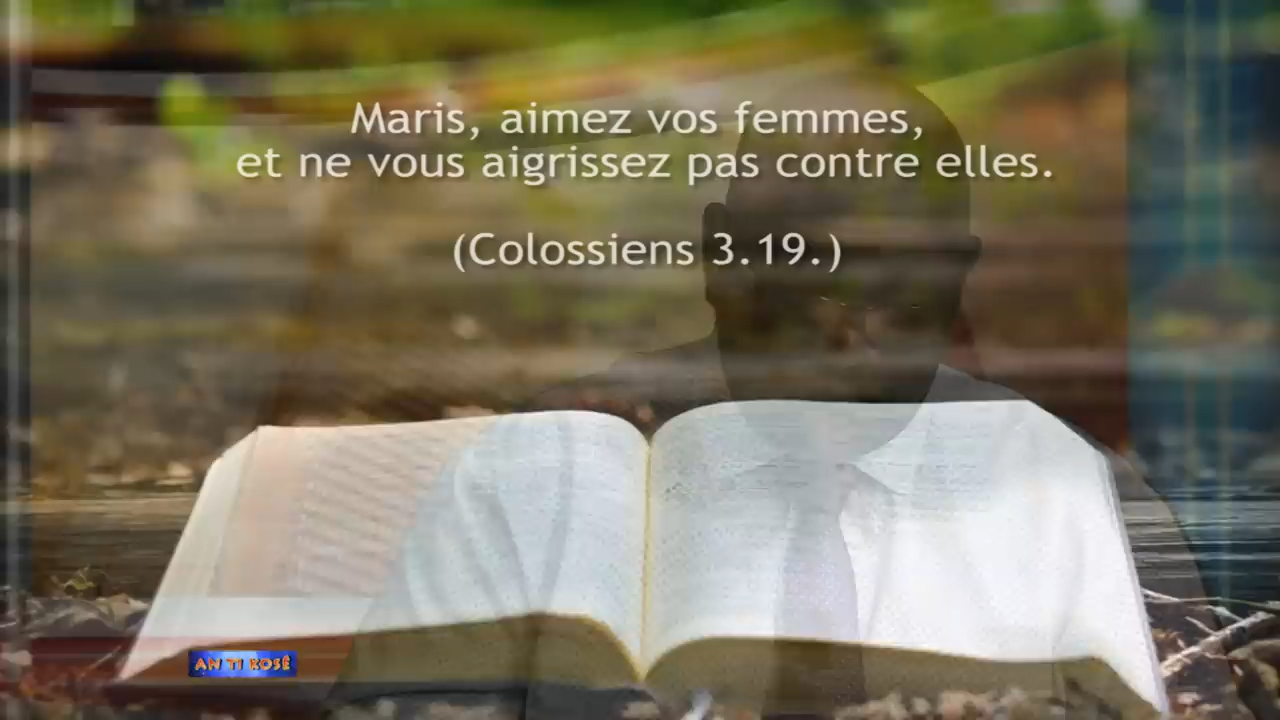 Maris, aimez vos femmes,
et ne vous aigrissez pas contre elles.
(Colossiens 3.19.)
AN TI KOSÉ